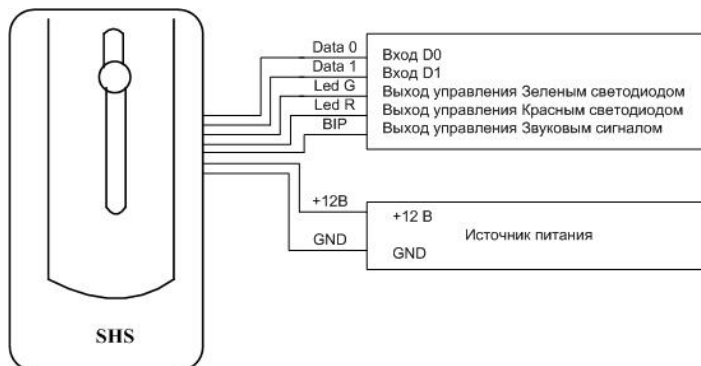 Data 0
Data 1
Led G
Led R
BIP
Вход D0
Вход D1
Выход управления Зеленым светодиодом
Выход управления Красным светодиодом
Выход управления Звуковым сигналом
+12В
GND
+12 В
Источник питания
GND
SHS